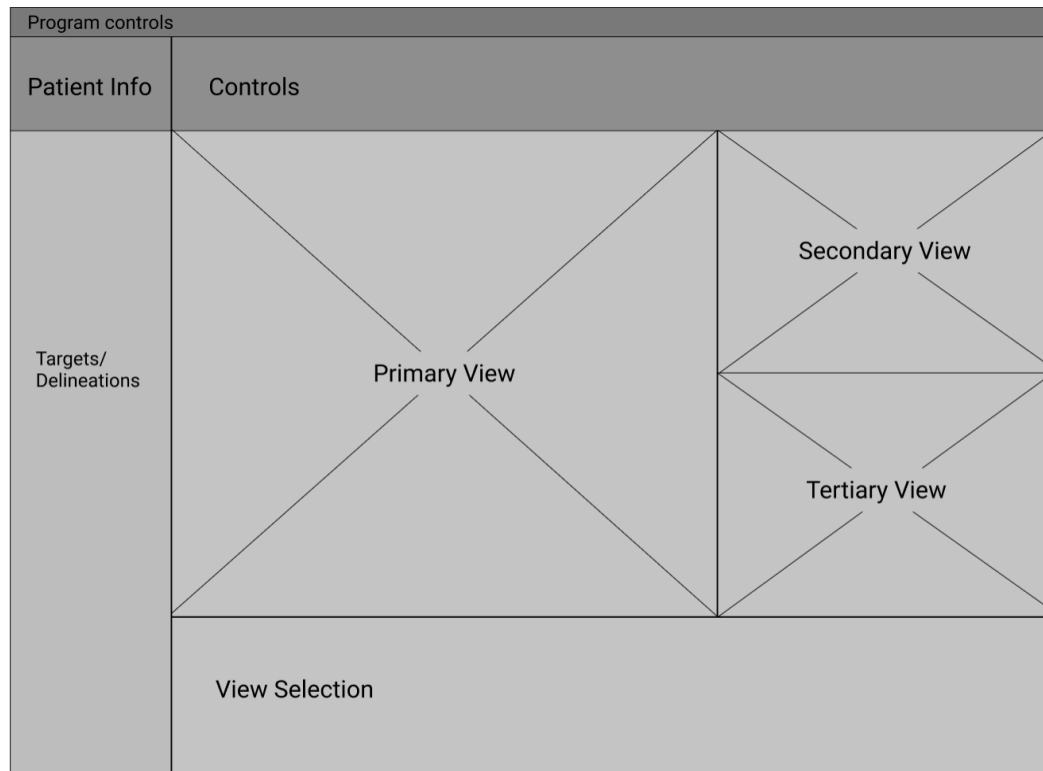 Program controls
Patient Info
Controls
Secondary View
Targets/
Delineations
Primary View
Tertiary View
View Selection